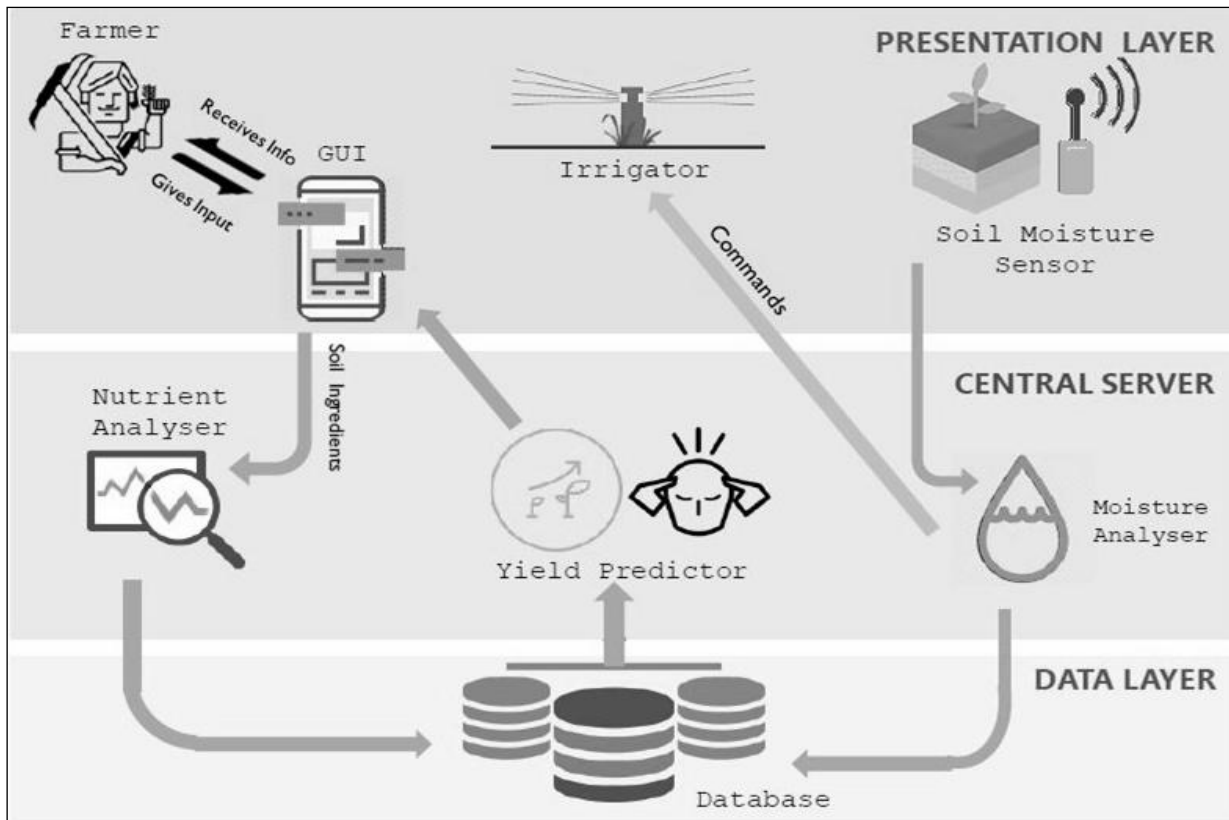 Farmer
PRESENTATION LAYER
Receives Info
Gives Input
GUI
Irrigator
Soil Moisture
Sensor
Commands
Soil Ingredients
CENTRAL SERVER
Nutrient
Analyser
Moisture
Analyser
Yield Predictor
DATA LAYER
Database